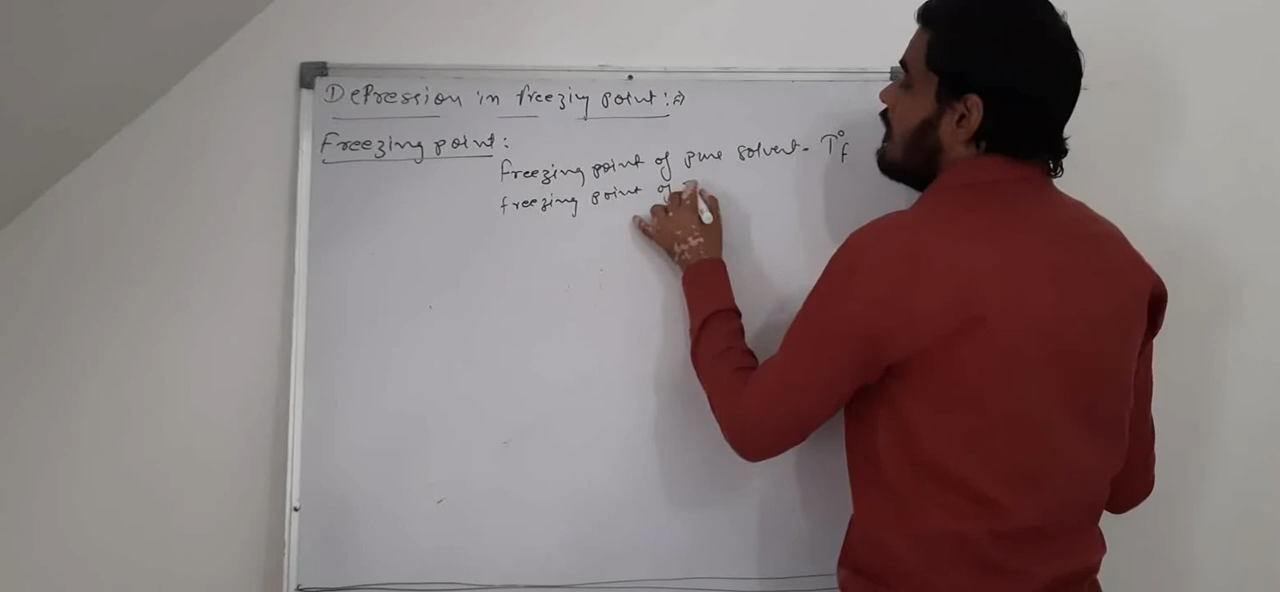 Depression in freezing point :⇒
Freezing point :
freezing point of pure solvent - T°f
freezing point of